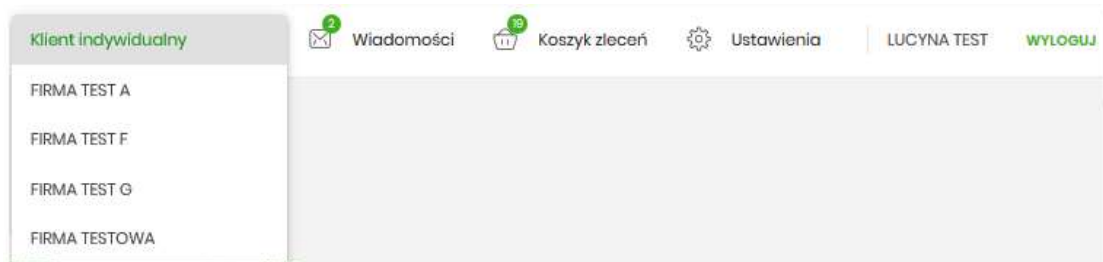 Klient indywidualny
2 Wiadomości 19 Koszyk zleceń Ustawienia LUCYNA TEST WYLOGUJ
FIRMA TEST A
FIRMA TEST F
FIRMA TEST G
FIRMA TESTOWA